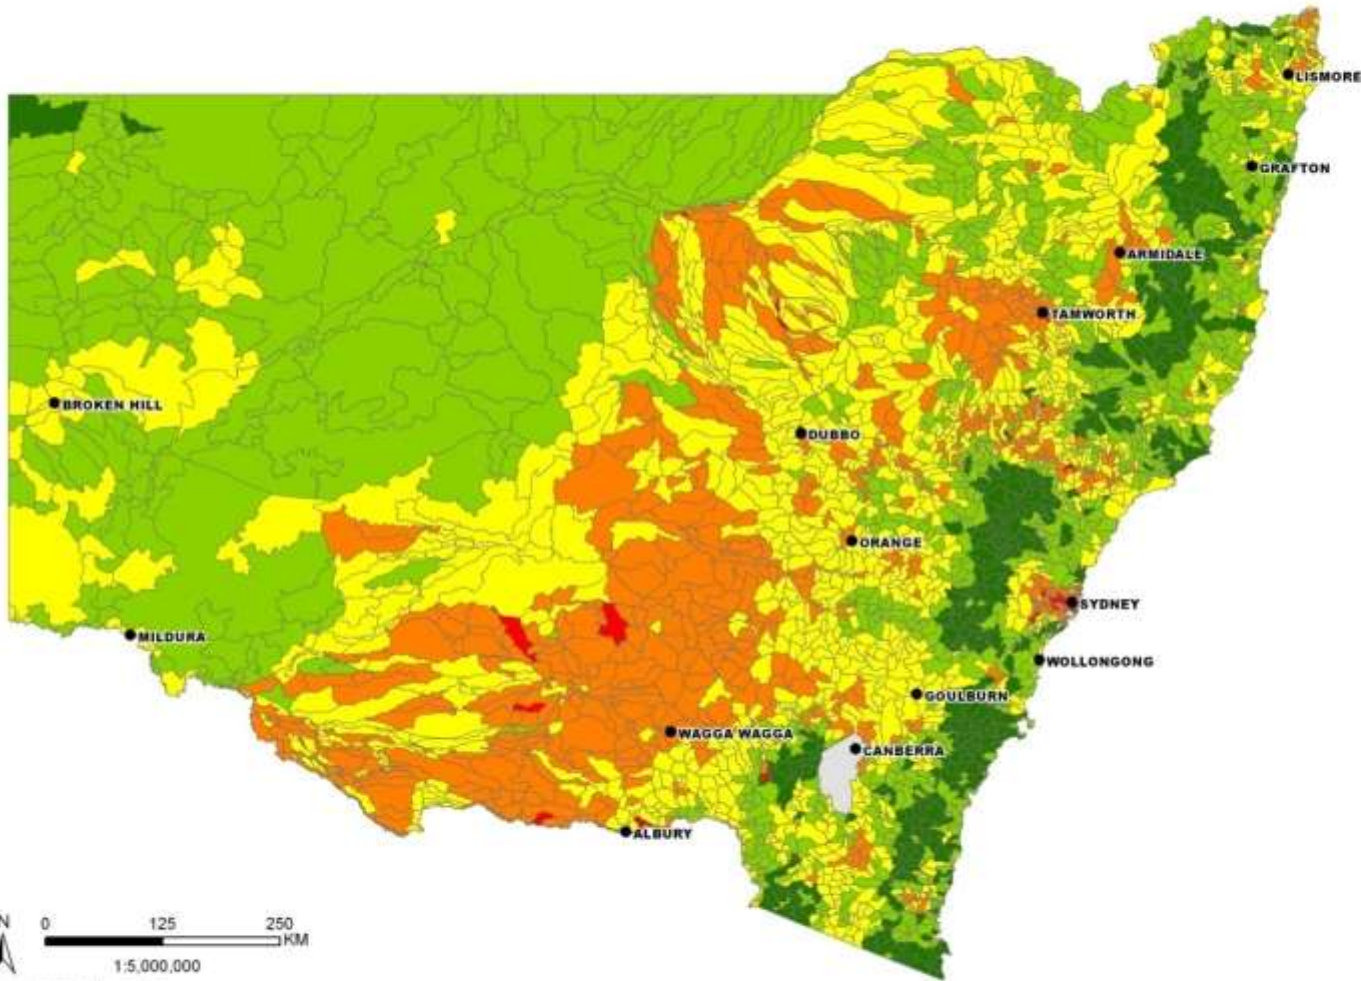 LISMORE
GRAFTON
ARMIDALE
TAMWORTH
BROKEN HILL
DUBBO
ORANGE
SYDNEY
MILDURA
WOLLONGONG
GOULBURN
WAGGA WAGGA
CANBERRA
ALBURY
N
0 125 250
KM
1:5,000,000